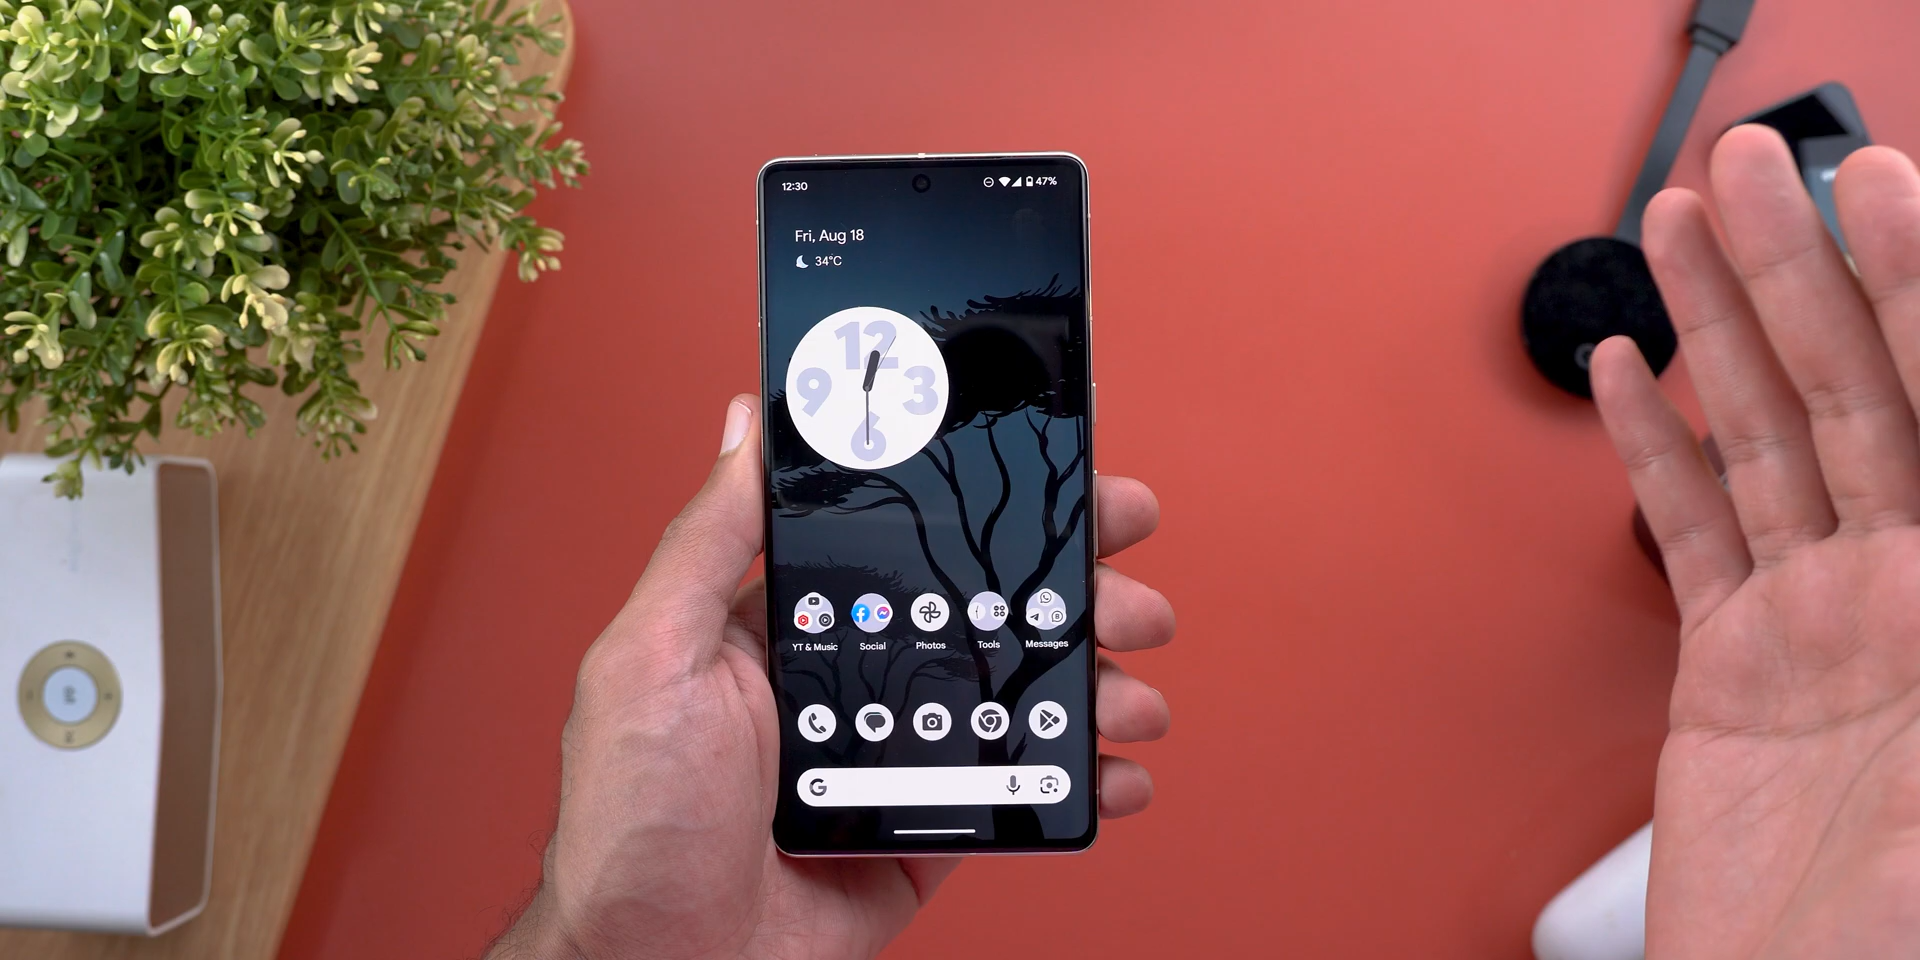 12:30
47%
Fri, Aug 18
34°C
12
9
3
6
YT & Music
Social
Photos
Tools
Messages
G